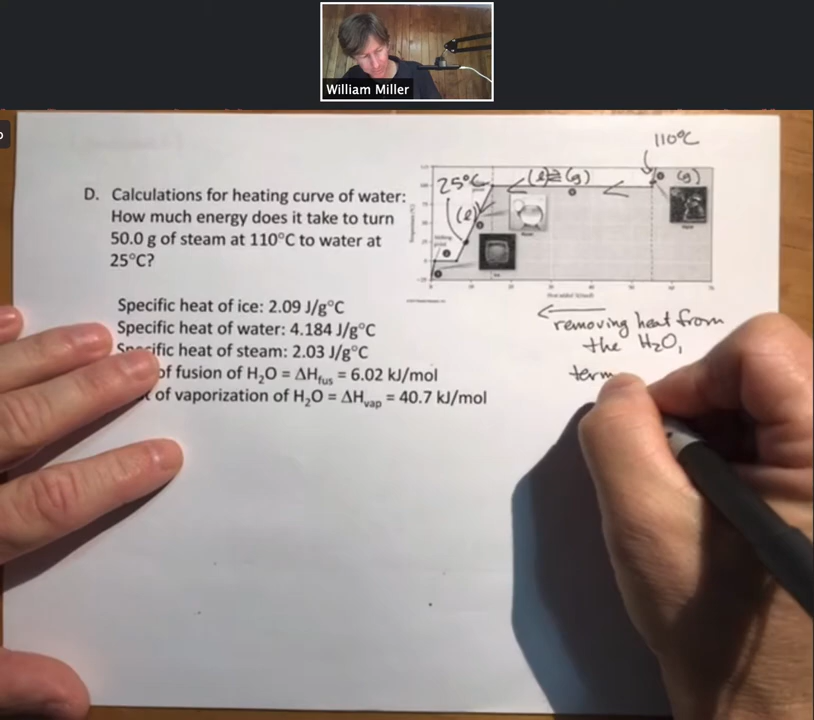 William Miller
110°C
D. Calculations for heating curve of water:
How much energy does it take to turn
50.0 g of steam at 110°C to water at
25°C?
25°C
(l)⇌(g)
(g)
(l)
Specific heat of ice: 2.09 J/g°C
Specific heat of water: 4.184 J/g°C
ific heat of steam: 2.03 J/g°C
of fusion of H₂O = ΔHfus = 6.02 kJ/mol
of vaporization of H₂O = ΔHvap = 40.7 kJ/mol
removing heat from
the H₂O,
term